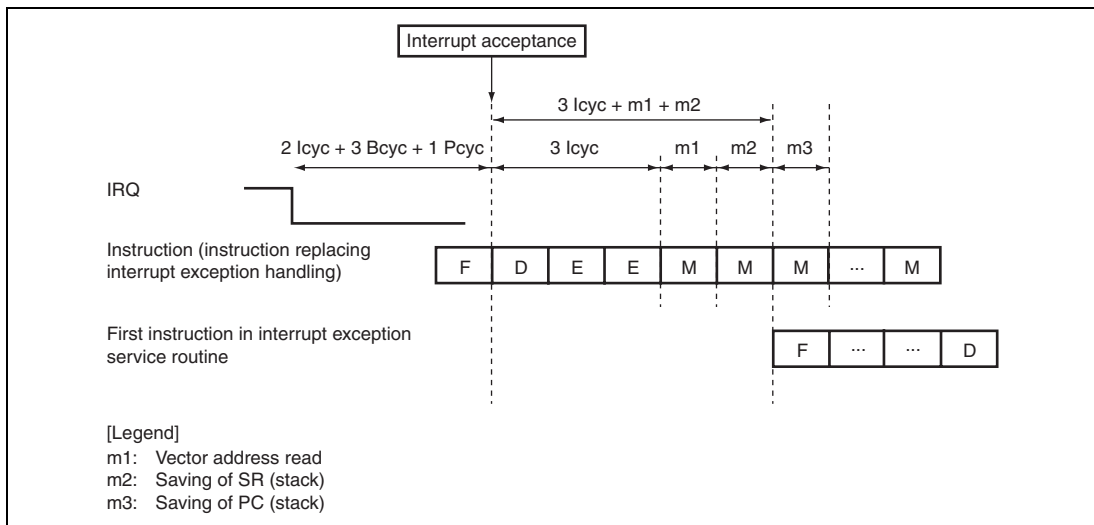 Interrupt acceptance
3 Icyc + m1 + m2
2 Icyc + 3 Bcyc + 1 Pcyc 3 Icyc m1 m2 m3
IRQ
Instruction (instruction replacing
interrupt exception handling)
F D E E M M M ... M
First instruction in interrupt exception
service routine
F ... ... D
[Legend]
m1: Vector address read
m2: Saving of SR (stack)
m3: Saving of PC (stack)